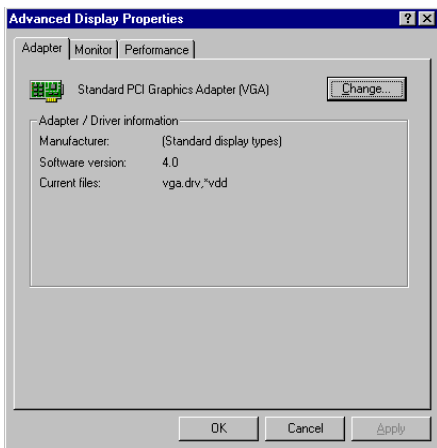 Advanced Display Properties
Adapter Monitor Performance
Standard PCI Graphics Adapter (VGA) Change...
Adapter / Driver information
Manufacturer: (Standard display types)
Software version: 4.0
Current files: vga.drv,*vdd
OK Cancel Apply